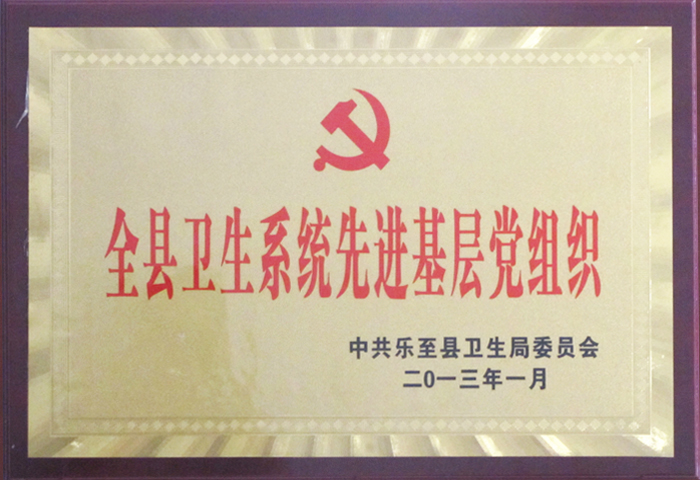 全县卫生系统先进基层党组织
中共乐至县卫生局委员会
二0一三年一月